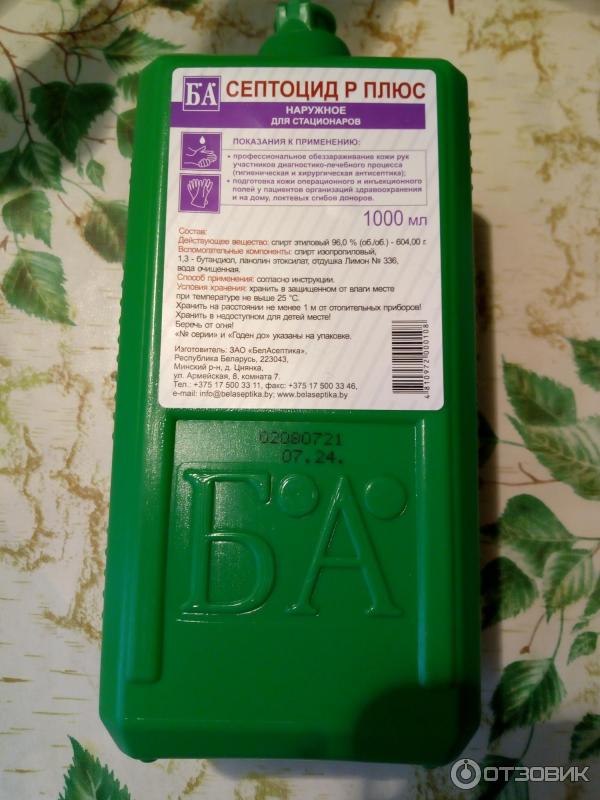 БА СЕПТОЦИД Р ПЛЮС
НАРУЖНОЕ
ДЛЯ СТАЦИОНАРОВ
ПОКАЗАНИЯ К ПРИМЕНЕНИЮ:
• профессиональное обеззараживание кожи рук
участников диагностико-лечебного процесса
(гигиеническая и хирургическая антисептика);
• подготовка кожи операционного и инъекционного
полей у пациентов организаций здравоохранения
и на дому, локтевых сгибов доноров.
1000 мл
Состав:
Действующее вещество: спирт этиловый 96,0 % (об./об.) - 604,00 г.
Вспомогательные компоненты: спирт изопропиловый,
1,3 - бутандиол, ланолин этоксилат, отдушка Лимон № 336,
вода очищенная.
Способ применения: согласно инструкции.
Условия хранения: хранить в защищенном от влаги месте
при температуре не выше 25 °C.
Хранить на расстоянии не менее 1 м от отопительных приборов!
Хранить в недоступном для детей месте!
Беречь от огня!
«№ серии» и «Годен до» указаны на упаковке.
Изготовитель: ЗАО «БелАсептика»,
Республика Беларусь, 223043,
Минский р-н, д. Цнянка,
ул. Армейская, 8, комната 7.
Тел.: +375 17 500 33 11, факс: +375 17 500 33 46,
e-mail: info@belaseptika.by; www.belaseptika.by
4810972000108
02080721
07.24.
БА
ОТЗОВИК